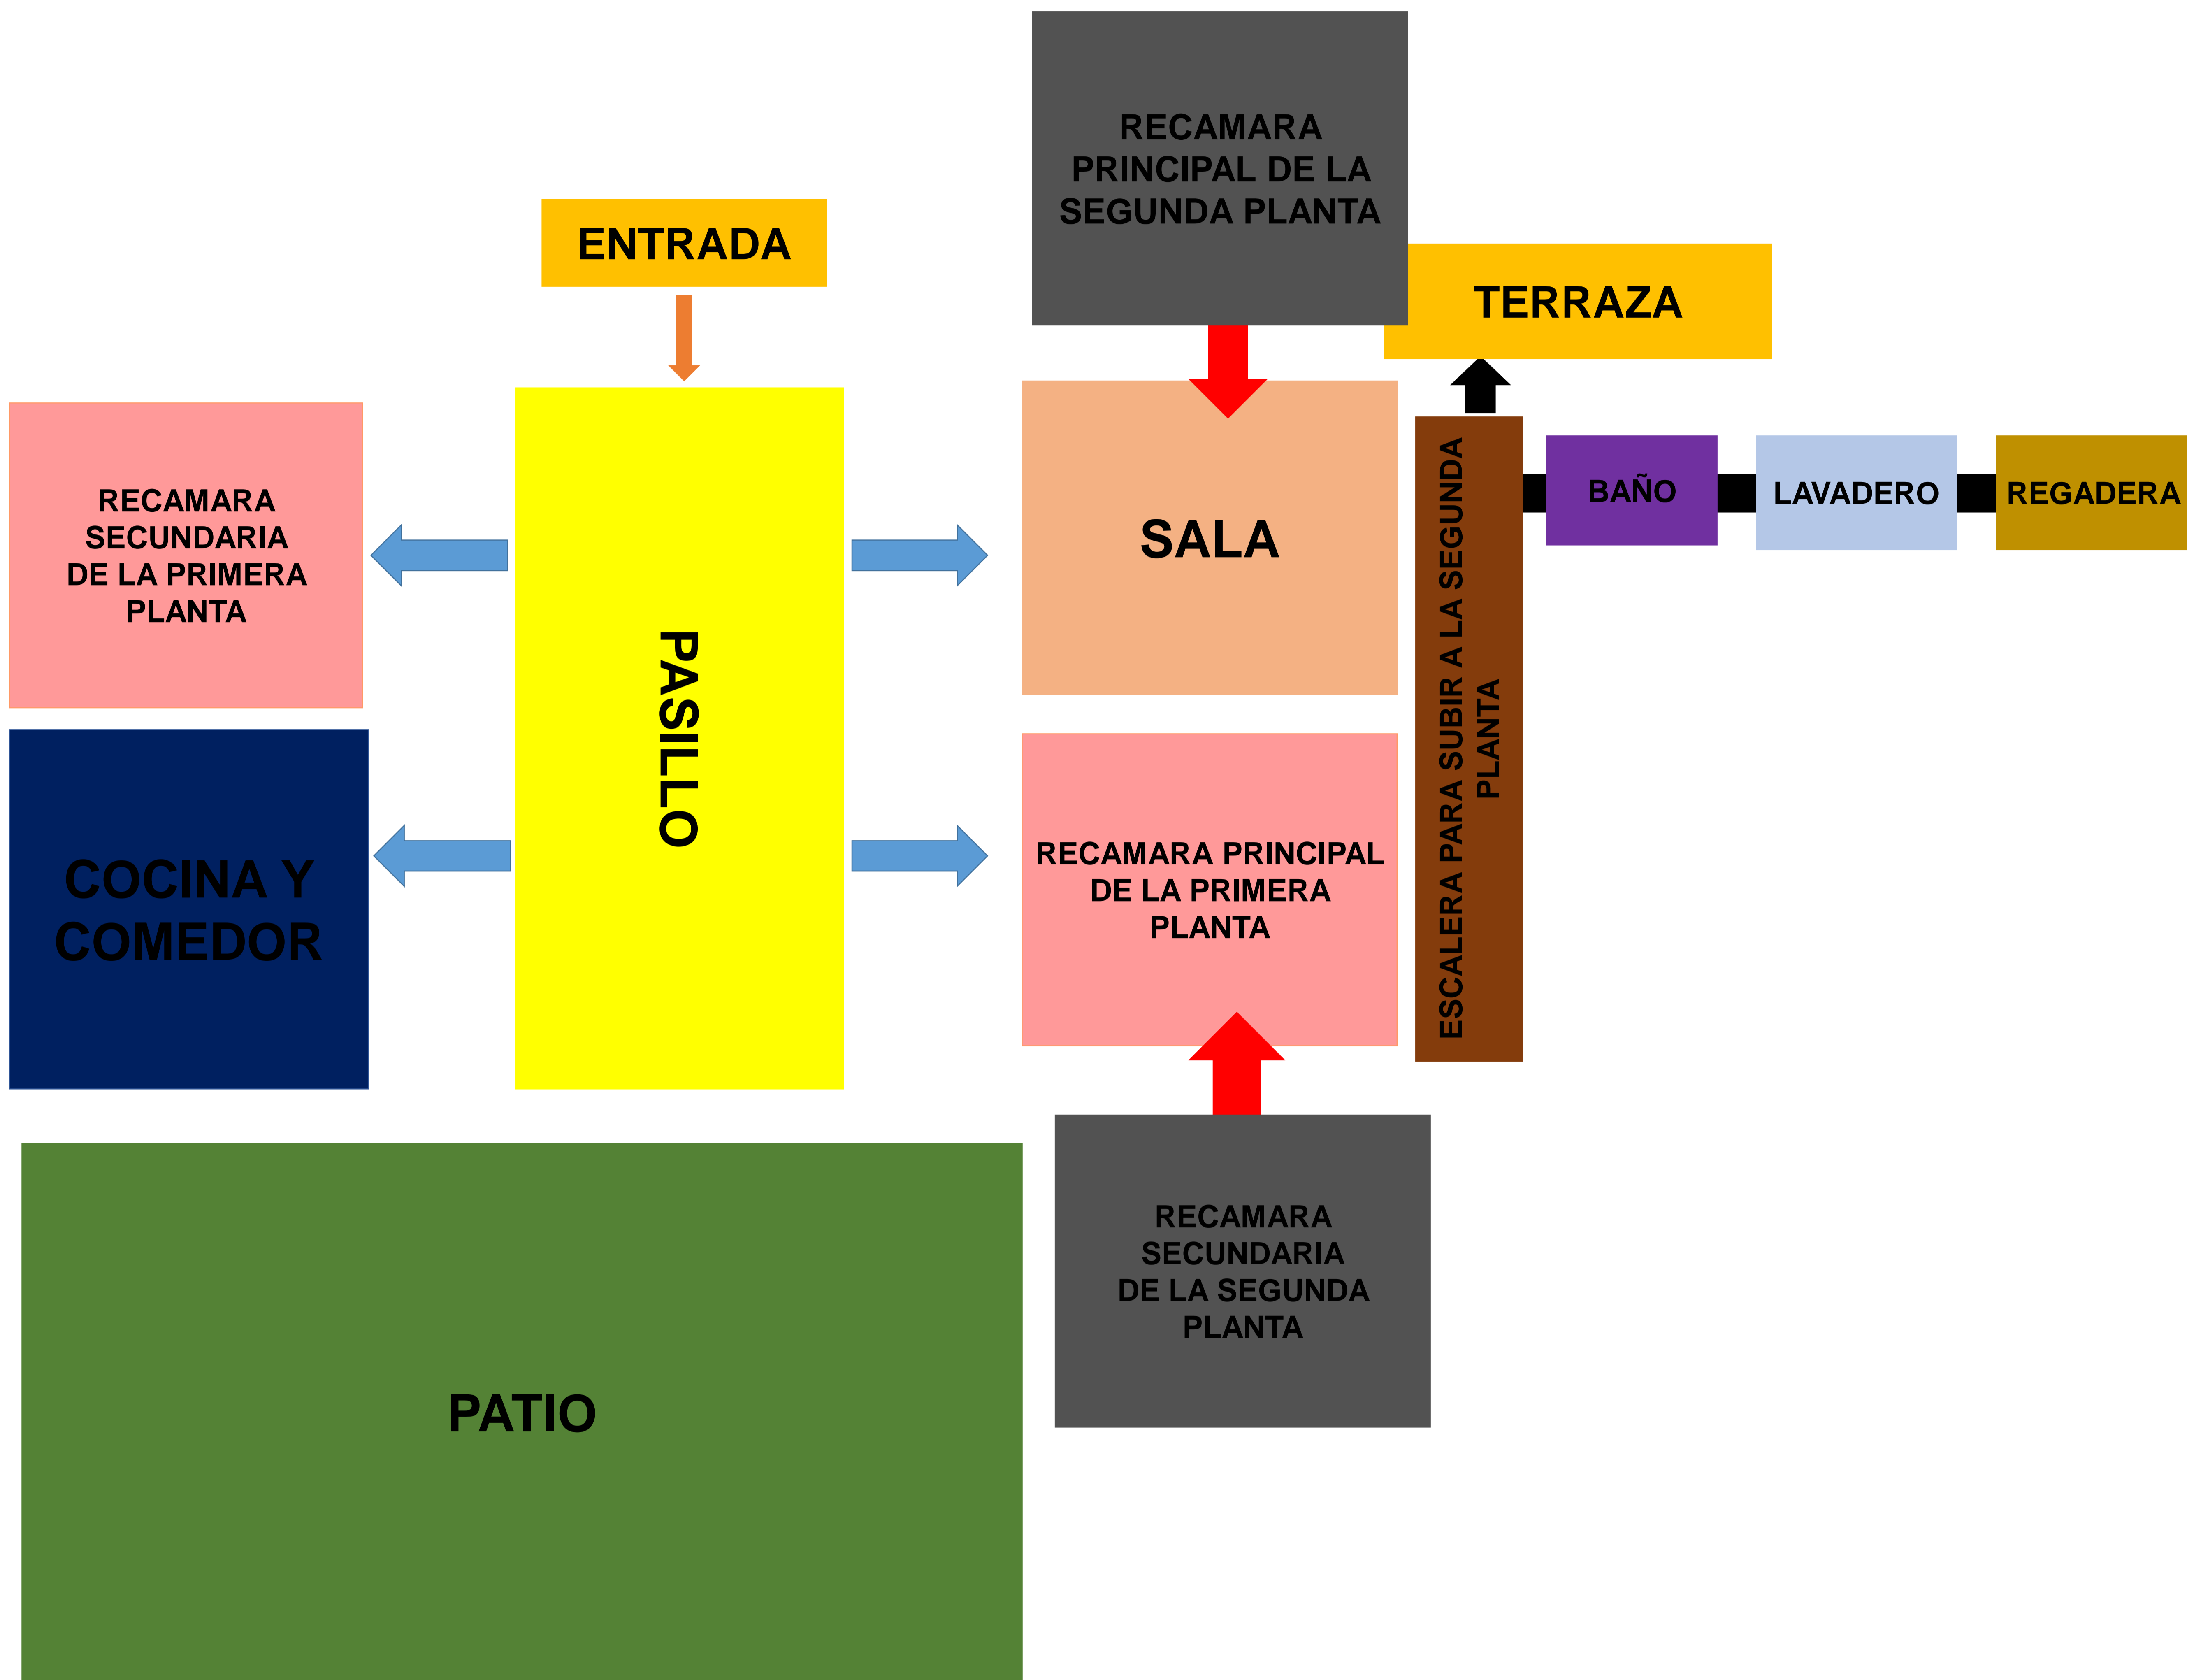 RECAMARA
PRINCIPAL DE LA
SEGUNDA PLANTA
ENTRADA
TERRAZA
RECAMARA
SECUNDARIA
DE LA PRIMERA
PLANTA
PASILLO
SALA
ESCALERA PARA SUBIR A LA SEGUNDA
PLANTA
BAÑO
LAVADERO
REGADERA
COCINA Y
COMEDOR
RECAMARA PRINCIPAL
DE LA PRIMERA
PLANTA
RECAMARA
SECUNDARIA
DE LA SEGUNDA
PLANTA
PATIO